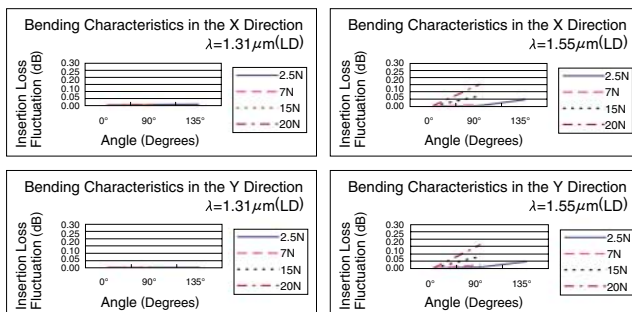 Bending Characteristics in the X Direction
λ=1.31μm(LD)
Insertion Loss
Fluctuation (dB)
0.30
0.25
0.20
0.15
0.10
0.05
0.00
0° 90° 135°
Angle (Degrees)
2.5N
7N
15N
20N
Bending Characteristics in the X Direction
λ=1.55μm(LD)
Insertion Loss
Fluctuation (dB)
0.30
0.25
0.20
0.15
0.10
0.05
0.00
0° 90° 135°
Angle (Degrees)
2.5N
7N
15N
20N
Bending Characteristics in the Y Direction
λ=1.31μm(LD)
Insertion Loss
Fluctuation (dB)
0.30
0.25
0.20
0.15
0.10
0.05
0.00
0° 90° 135°
Angle (Degrees)
2.5N
7N
15N
20N
Bending Characteristics in the Y Direction
λ=1.55μm(LD)
Insertion Loss
Fluctuation (dB)
0.30
0.25
0.20
0.15
0.10
0.05
0.00
0° 90° 135°
Angle (Degrees)
2.5N
7N
15N
20N